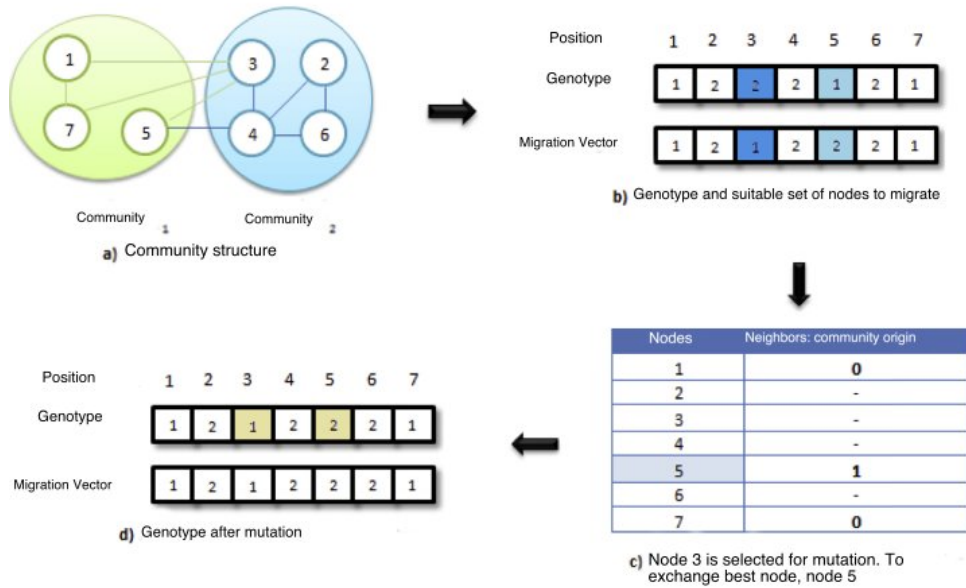 1
3
2
7
5
4
6
Community 1
Community 2
a) Community structure
Position 1 2 3 4 5 6 7
Genotype 1 2 2 2 1 2 1
Migration Vector 1 2 1 2 2 2 1
b) Genotype and suitable set of nodes to migrate
Nodes Neighbors: community origin
1 0
2 -
3 -
4 -
5 1
6 -
7 0
c) Node 3 is selected for mutation. To
exchange best node, node 5
Position 1 2 3 4 5 6 7
Genotype 1 2 1 2 2 2 1
Migration Vector 1 2 1 2 2 2 1
d) Genotype after mutation